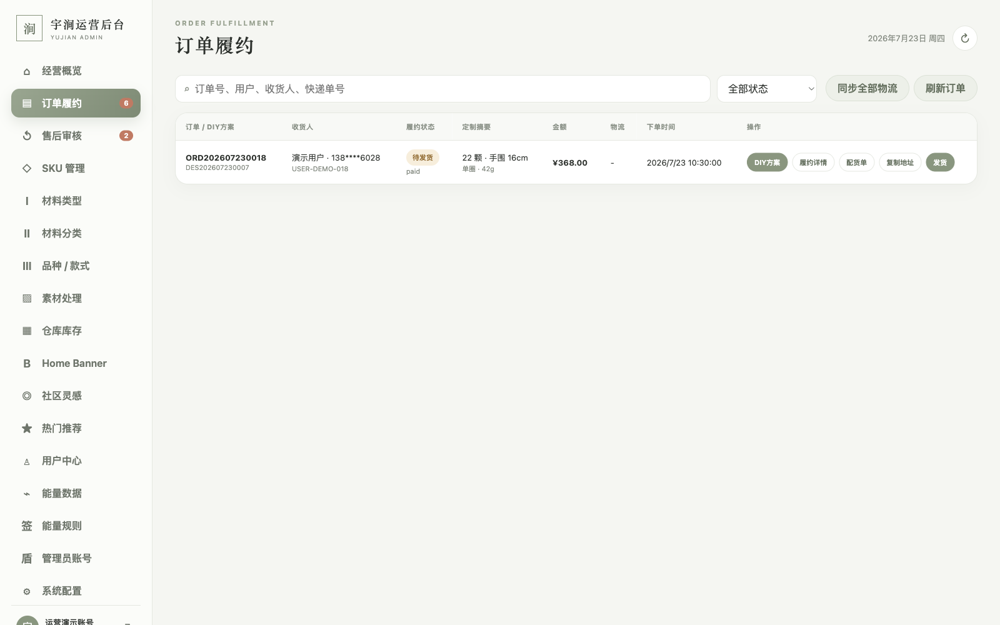 涧
宇涧运营后台
YUJIAN ADMIN
经营概览
订单履约 6
售后审核 2
SKU 管理
I 材料类型
II 材料分类
III 品种 / 款式
素材处理
仓库库存
B Home Banner
社区灵感
热门推荐
用户中心
能量数据
签 能量规则
盾 管理员账号
系统配置
运营演示账号
ORDER FULFILLMENT
订单履约
2026年7月23日 周四
订单号、用户、收货人、快递单号
全部状态
同步全部物流
刷新订单
订单 / DIY方案 收货人 履约状态 定制摘要 金额 物流 下单时间 操作
ORD202607230018
DES202607230007
演示用户 · 138****6028
USER-DEMO-018
待发货
paid
22 颗 · 手围 16cm
单圈 · 42g
¥368.00
-
2026/7/23 10:30:00
DIY方案 履约详情 配货单 复制地址 发货